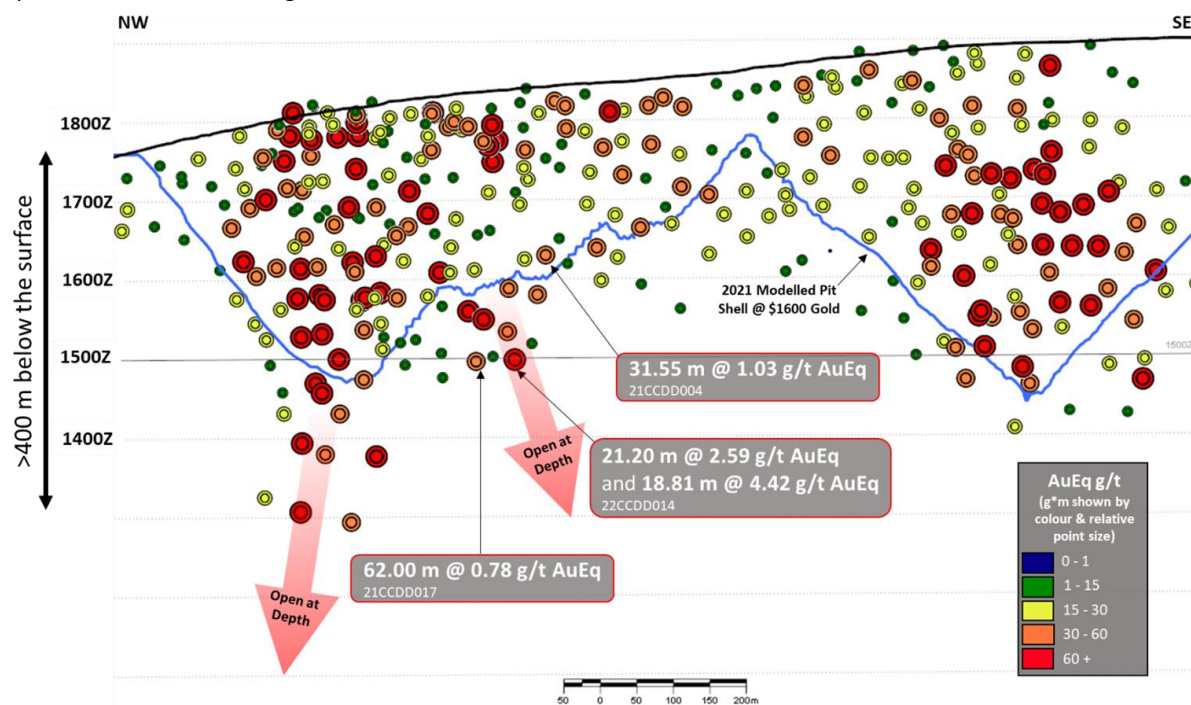 NW
SE
1800Z
1700Z
1600Z
1500Z
1400Z
>400 m below the surface
2021 Modelled Pit
Shell @ $1600 Gold
1500Z
31.55 m @ 1.03 g/t AuEq
21CCDD004
21.20 m @ 2.59 g/t AuEq
and 18.81 m @ 4.42 g/t AuEq
22CCDD014
62.00 m @ 0.78 g/t AuEq
21CCDD017
Open at
Depth
Open at
Depth
AuEq g/t
(g*m shown by
colour & relative
point size)
0 - 1
1 - 15
15 - 30
30 - 60
60 +
50 0 50 100 150 200m